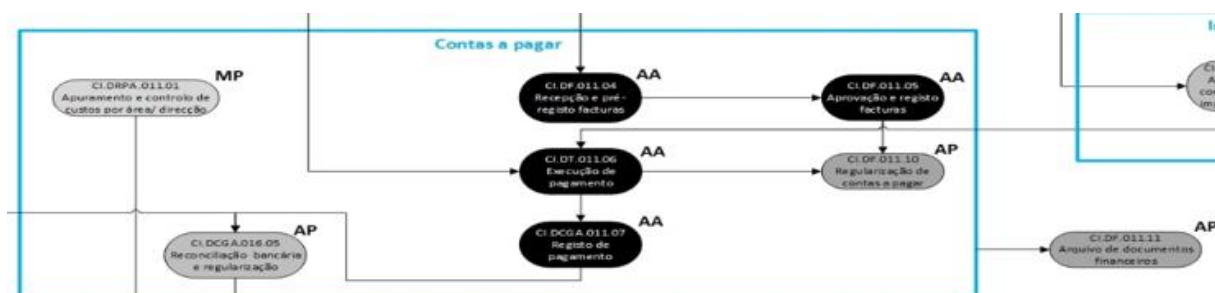 Contas a pagar
MP
CI.DRPA.011.01
Apuramento e controlo de
custos por área/ direcção
AA
CI.DF.011.04
Recepção e pré-
registo facturas
AA
CI.DF.011.05
Aprovação e registo
facturas
AA
CI.DT.011.06
Execução de
pagamento
AP
CI.DF.011.10
Regularização de
contas a pagar
AP
CI.DCGA.016.05
Reconciliação bancária
e regularização
AA
CI.DCGA.011.07
Registo de
pagamento
AP
CI.DF.011.11
Arquivo de documentos
financeiros